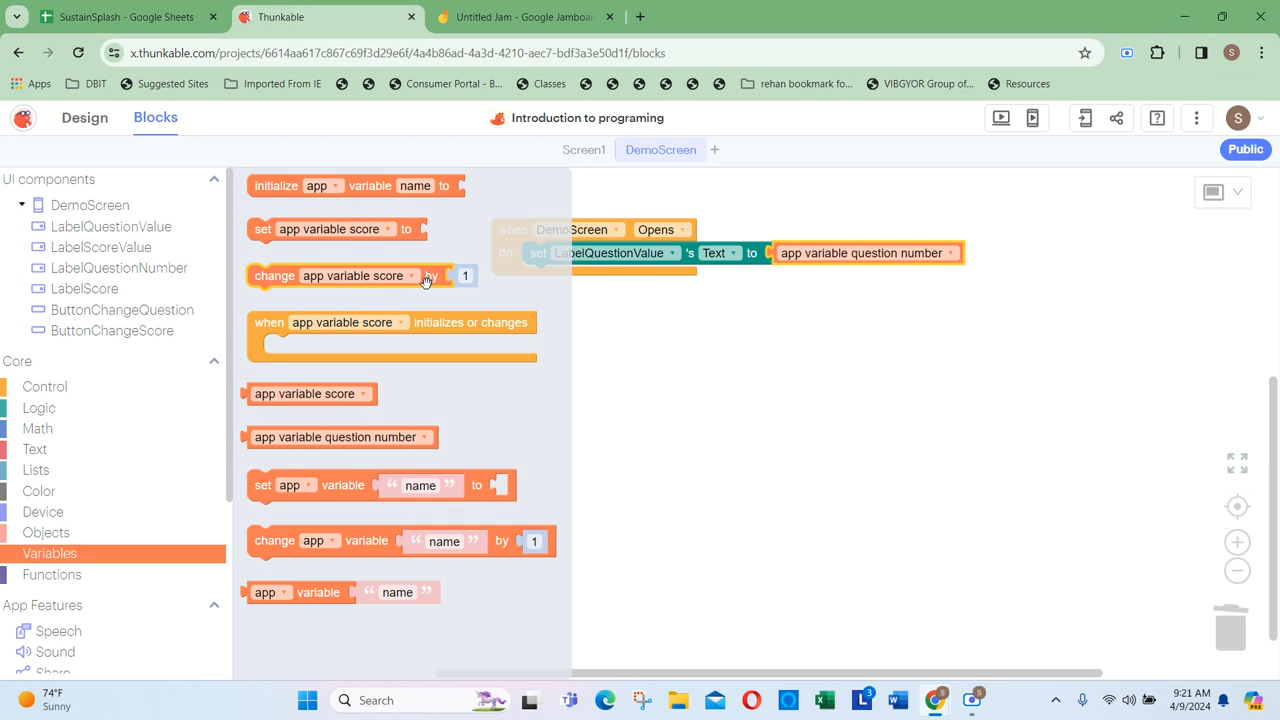 SustainSplash - Google Sheets
Thunkable
Untitled Jam - Google Jamboard
x.thunkable.com/projects/6614aa617c867c69f3d29e6f/4a4b86ad-4a3d-4210-aec7-bdf3a3e50d1f/blocks
S
Apps
DBIT
Suggested Sites
Imported From IE
Consumer Portal - B...
Classes
rehan bookmark fo...
VIBGYOR Group of...
Resources
Design
Blocks
Introduction to programing
S
Screen1
DemoScreen
Public
UI components
DemoScreen
LabelQuestionValue
LabelScoreValue
LabelQuestionNumber
LabelScore
ButtonChangeQuestion
ButtonChangeScore
Core
Control
Logic
Math
Text
Lists
Color
Device
Objects
Variables
Functions
App Features
Speech
Sound
Share
initialize app variable name to
set app variable score to
change app variable score by 1
when app variable score initializes or changes
app variable score
app variable question number
set app variable “ name ” to
change app variable “ name ” by 1
app variable “ name ”
when DemoScreen Opens
do set LabelQuestionValue 's Text to app variable question number
74°F
Sunny
Search
3
9:21 AM
4/9/2024